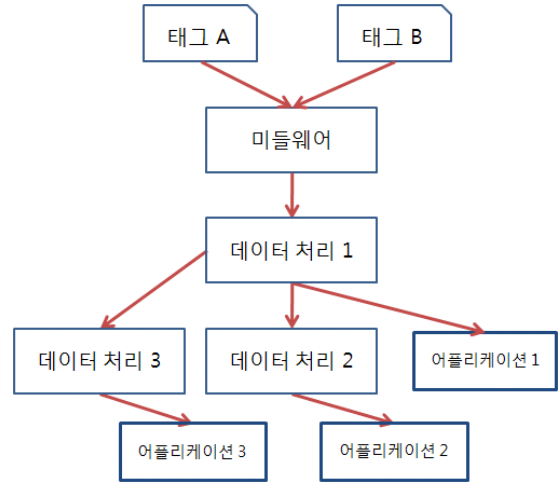 태그 A
태그 B
미들웨어
데이터 처리 1
데이터 처리 3
데이터 처리 2
어플리케이션 1
어플리케이션 3
어플리케이션 2